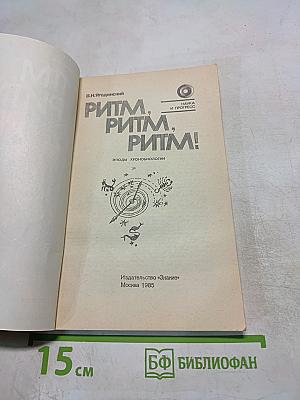 В.Н.Ягодинский
НАУКА
И ПРОГРЕСС
РИТМ,
РИТМ,
РИТМ!
ЭТЮДЫ ХРОНОБИОЛОГИИ
Издательство «Знание»
Москва 1985
15 см
БФ БИБЛИОФАН